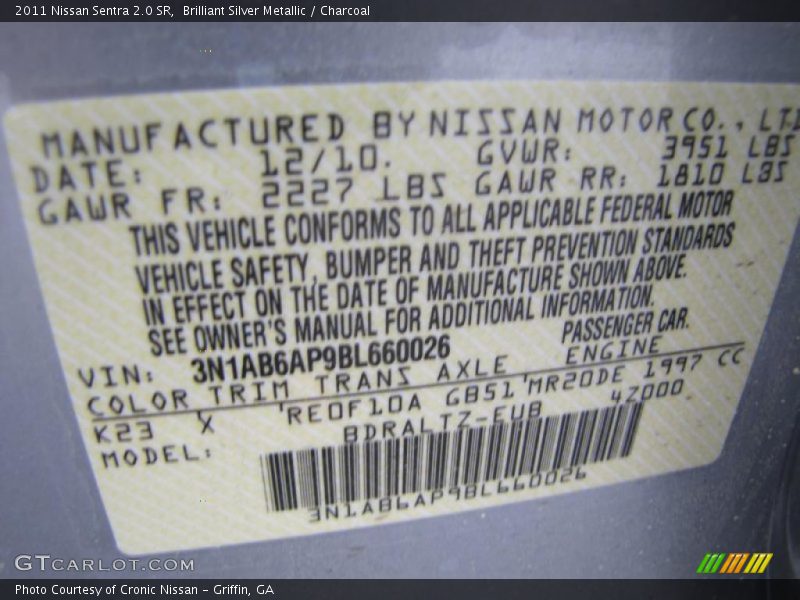 2011 Nissan Sentra 2.0 SR, Brilliant Silver Metallic / Charcoal
MANUFACTURED BY NISSAN MOTOR CO., LTD
DATE: 12/10. GVWR: 3951 LBS
GAWR FR: 2227 LBS GAWR RR: 1810 LBS
THIS VEHICLE CONFORMS TO ALL APPLICABLE FEDERAL MOTOR
VEHICLE SAFETY, BUMPER AND THEFT PREVENTION STANDARDS
IN EFFECT ON THE DATE OF MANUFACTURE SHOWN ABOVE.
SEE OWNER'S MANUAL FOR ADDITIONAL INFORMATION.
VIN: 3N1AB6AP9BL660026 PASSENGER CAR.
COLOR TRIM TRANS AXLE ENGINE
K23 X RE0F10A GB51 MR20DE 1997 CC
MODEL: BDRALTZ-EUB 4Z000
3N1AB6AP9BL660026
GTCARLOT.COM
Photo Courtesy of Cronic Nissan - Griffin, GA